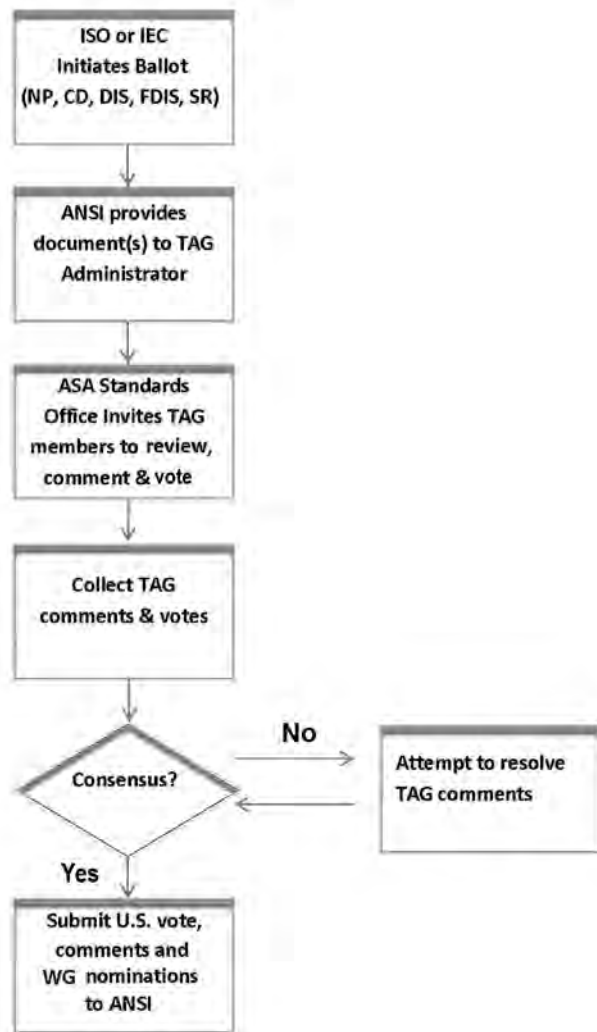 ISO or IEC
Initiates Ballot
(NP, CD, DIS, FDIS, SR)
ANSI provides
document(s) to TAG
Administrator
ASA Standards
Office Invites TAG
members to review,
comment & vote
Collect TAG
comments & votes
Consensus?
No
Attempt to resolve
TAG comments
Yes
Submit U.S. vote,
comments and
WG nominations
to ANSI